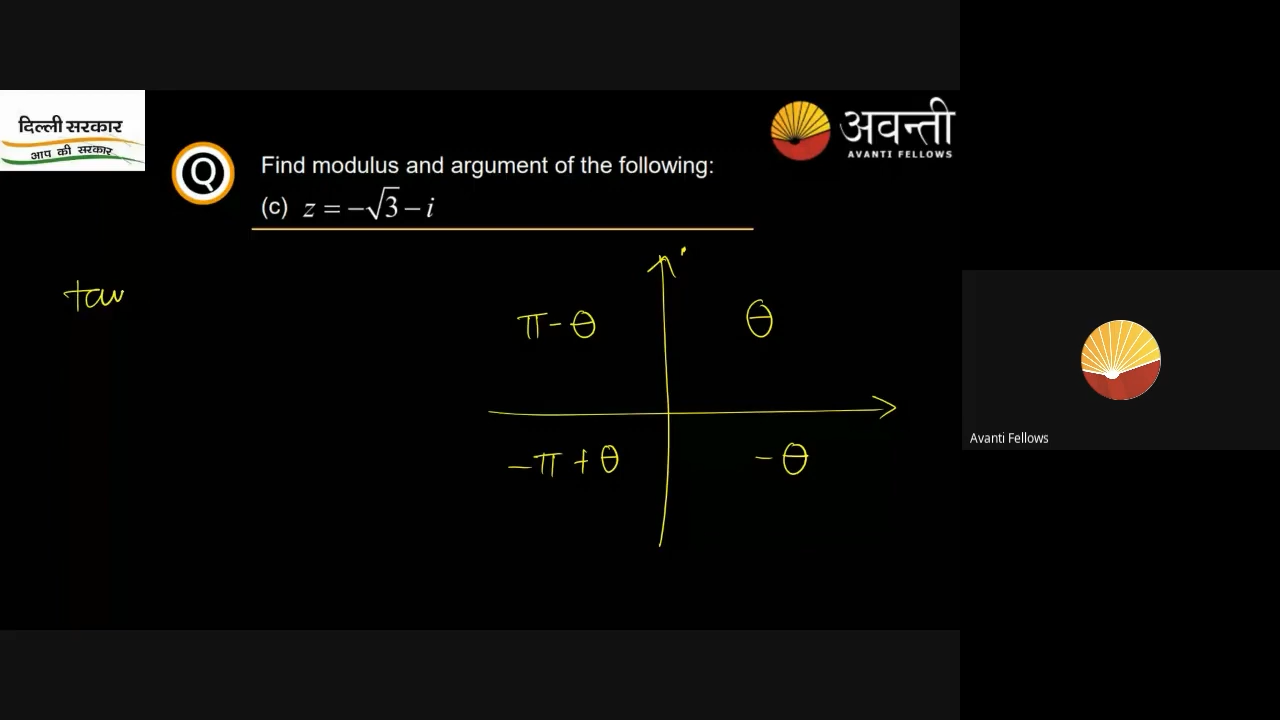 दिल्ली सरकार
आप की सरकार
अवन्ती
AVANTI FELLOWS
Q
Find modulus and argument of the following:
(c) z = −√3 − i
tan
π − θ
θ
−π + θ
− θ
Avanti Fellows